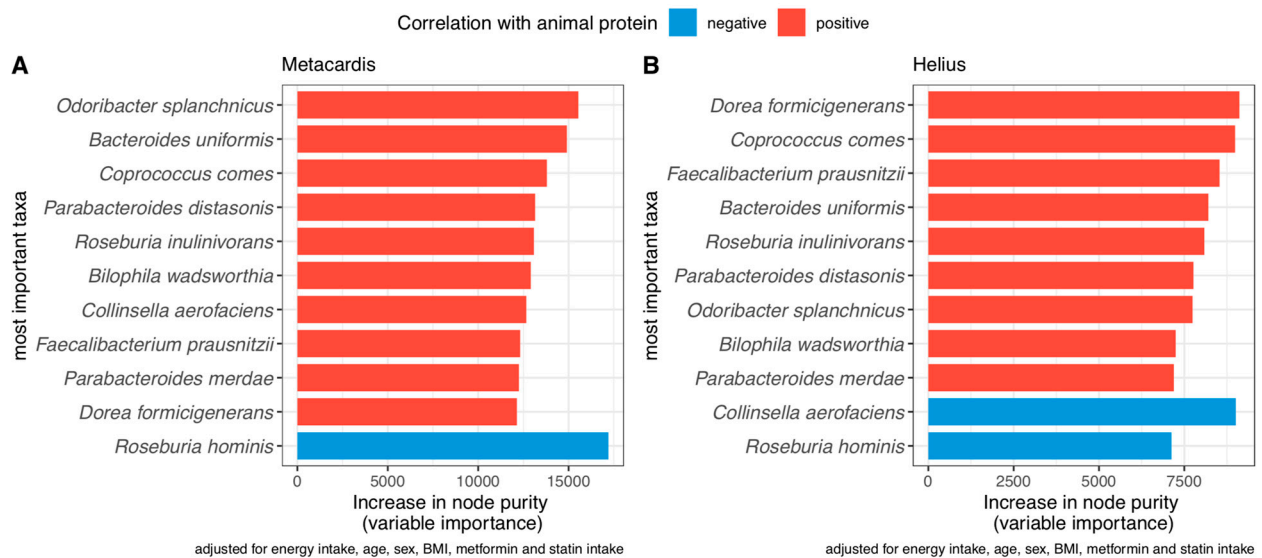 Correlation with animal protein negative positive
A
Metacardis
most important taxa
Odoribacter splanchnicus
Bacteroides uniformis
Coprococcus comes
Parabacteroides distasonis
Roseburia inulinivorans
Bilophila wadsworthia
Collinsella aerofaciens
Faecalibacterium prausnitzii
Parabacteroides merdae
Dorea formicigenerans
Roseburia hominis
0 5000 10000 15000
Increase in node purity
(variable importance)
adjusted for energy intake, age, sex, BMI, metformin and statin intake
B
Helius
most important taxa
Dorea formicigenerans
Coprococcus comes
Faecalibacterium prausnitzii
Bacteroides uniformis
Roseburia inulinivorans
Parabacteroides distasonis
Odoribacter splanchnicus
Bilophila wadsworthia
Parabacteroides merdae
Collinsella aerofaciens
Roseburia hominis
0 2500 5000 7500
Increase in node purity
(variable importance)
adjusted for energy intake, age, sex, BMI, metformin and statin intake